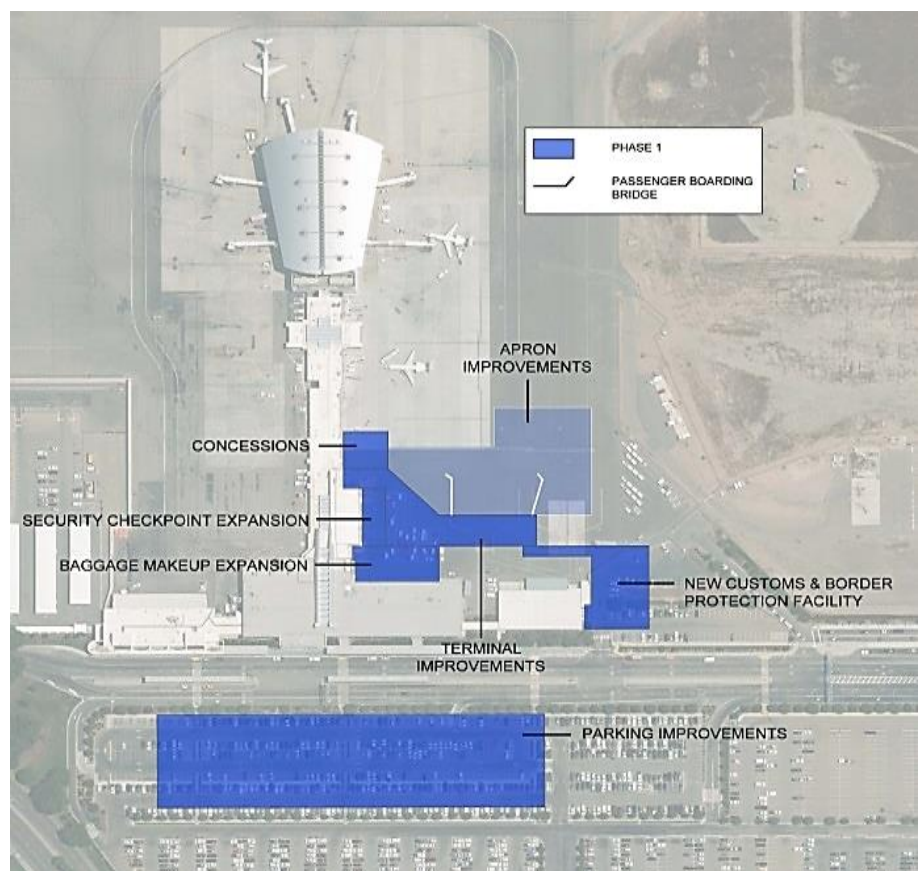 PHASE 1
PASSENGER BOARDING
BRIDGE
APRON
IMPROVEMENTS
CONCESSIONS
SECURITY CHECKPOINT EXPANSION
BAGGAGE MAKEUP EXPANSION
NEW CUSTOMS & BORDER
PROTECTION FACILITY
TERMINAL
IMPROVEMENTS
PARKING IMPROVEMENTS